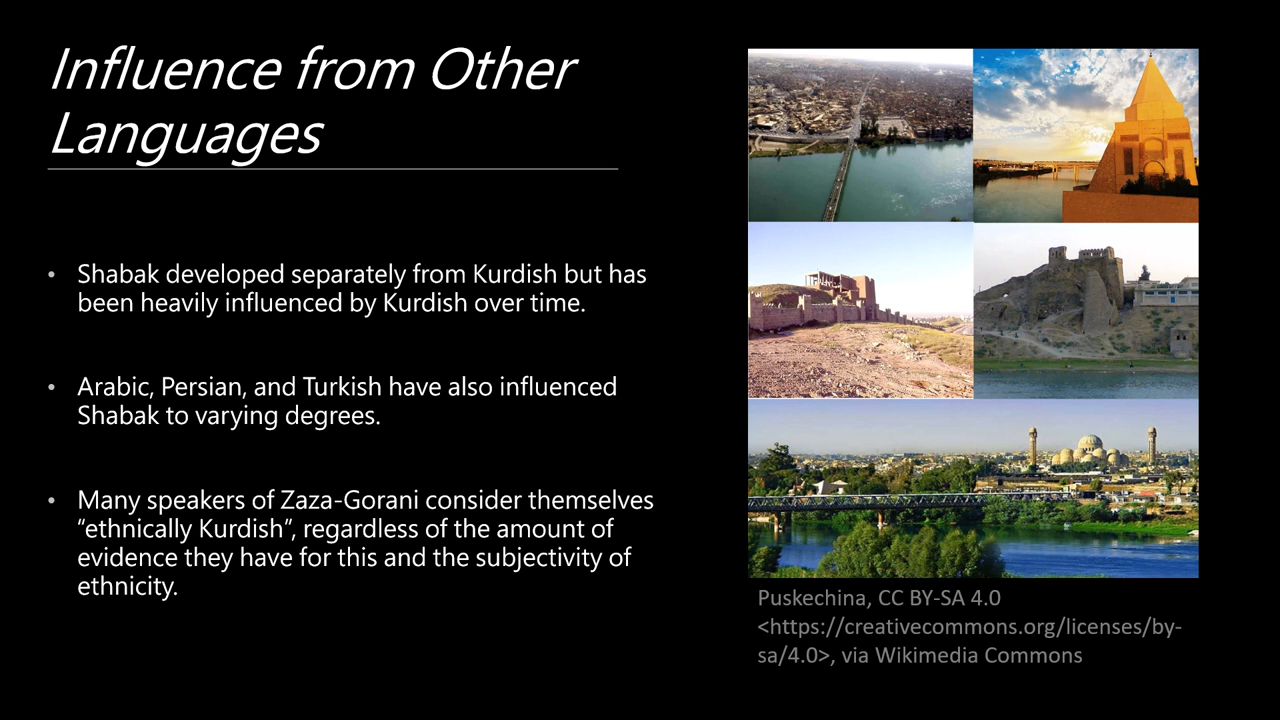 Influence from Other
Languages
• Shabak developed separately from Kurdish but has
been heavily influenced by Kurdish over time.
• Arabic, Persian, and Turkish have also influenced
Shabak to varying degrees.
• Many speakers of Zaza-Gorani consider themselves
“ethnically Kurdish”, regardless of the amount of
evidence they have for this and the subjectivity of
ethnicity.
Puskechina, CC BY-SA 4.0
<https://creativecommons.org/licenses/by-
sa/4.0>, via Wikimedia Commons